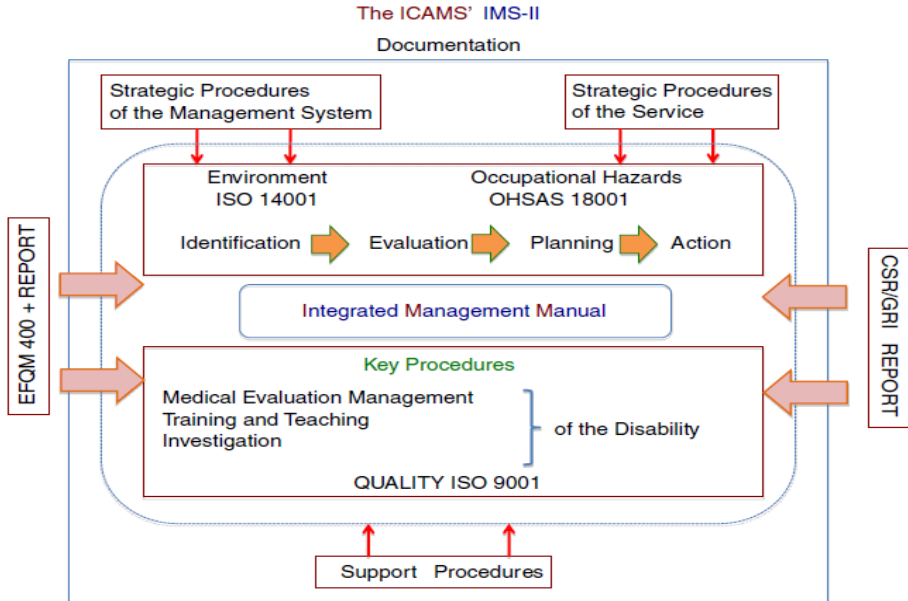 The ICAMS' IMS-II
Documentation
Strategic Procedures
of the Management System
Strategic Procedures
of the Service
Environment
ISO 14001
Occupational Hazards
OHSAS 18001
Identification
Evaluation
Planning
Action
EFQM 400 + REPORT
CSR/GRI REPORT
Integrated Management Manual
Key Procedures
Medical Evaluation Management
Training and Teaching
Investigation
of the Disability
QUALITY ISO 9001
Support Procedures